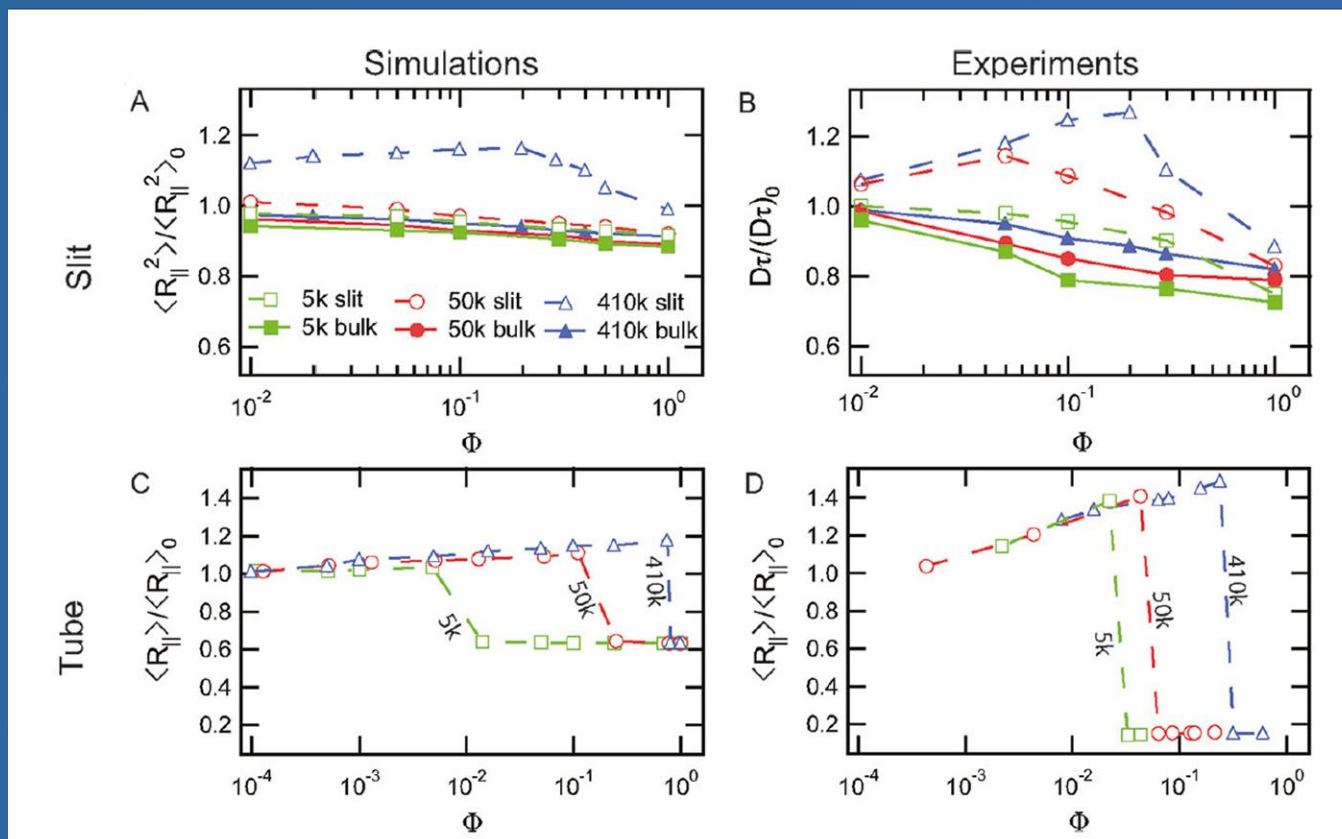 Simulations
Experiments
Slit
A
⟨R||²⟩/⟨R||²⟩₀
1.2
1.0
0.8
0.6
5k slit 50k slit 410k slit
5k bulk 50k bulk 410k bulk
10⁻² 10⁻¹ 10⁰
Φ
B
Dτ/(Dτ)₀
1.2
1.0
0.8
0.6
10⁻² 10⁻¹ 10⁰
Φ
Tube
C
⟨R||⟩/⟨R||⟩₀
1.4
1.2
1.0
0.8
0.6
0.4
0.2
5k
50k
410k
10⁻⁴ 10⁻³ 10⁻² 10⁻¹ 10⁰
Φ
D
⟨R||⟩/⟨R||⟩₀
1.4
1.2
1.0
0.8
0.6
0.4
0.2
5k
50k
410k
10⁻⁴ 10⁻³ 10⁻² 10⁻¹ 10⁰
Φ